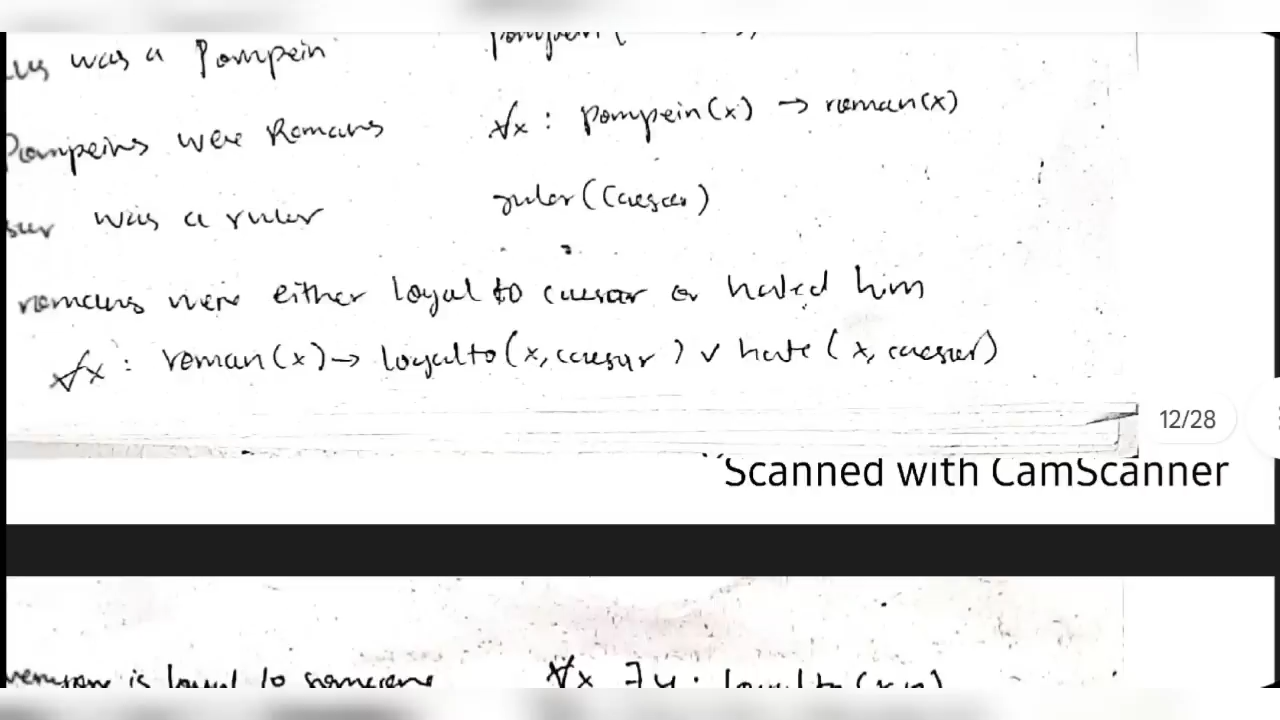 was a Pompein
Pompeins were Romans ∀x : pompein(x) → roman(x)
was a ruler ruler(Caesar)
romans were either loyal to caesar or hated him
∀x : roman(x) → loyalto(x, caesar) ∨ hate(x, caesar)
12/28
Scanned with CamScanner
is loyal to someone ∀x ∃y : loyalto(x,y)